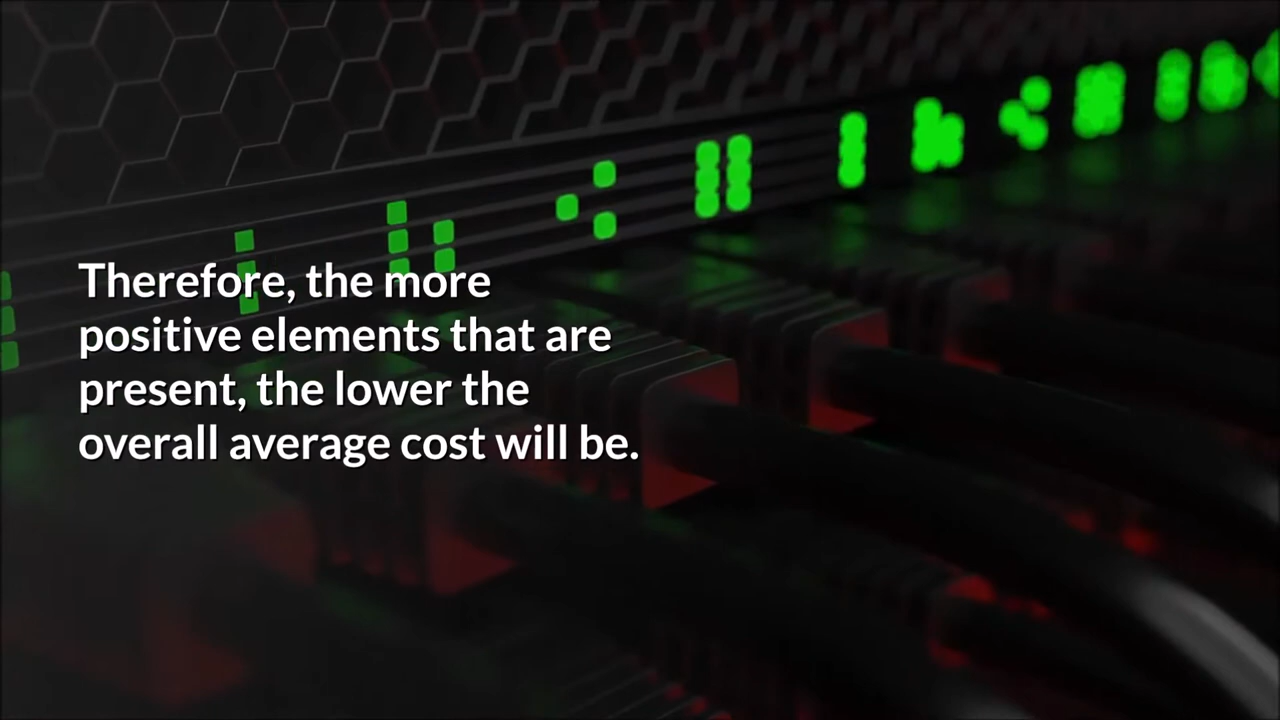 Therefore, the more
positive elements that are
present, the lower the
overall average cost will be.